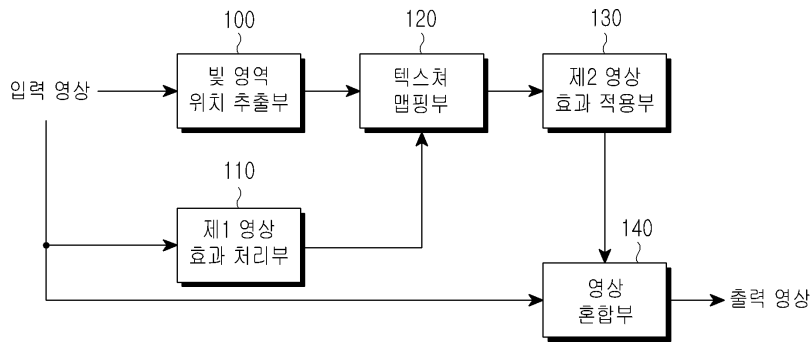 100
120
130
입력 영상
빛 영역
위치 추출부
텍스쳐
맵핑부
제2 영상
효과 적용부
110
제1 영상
효과 처리부
140
영상
혼합부
출력 영상